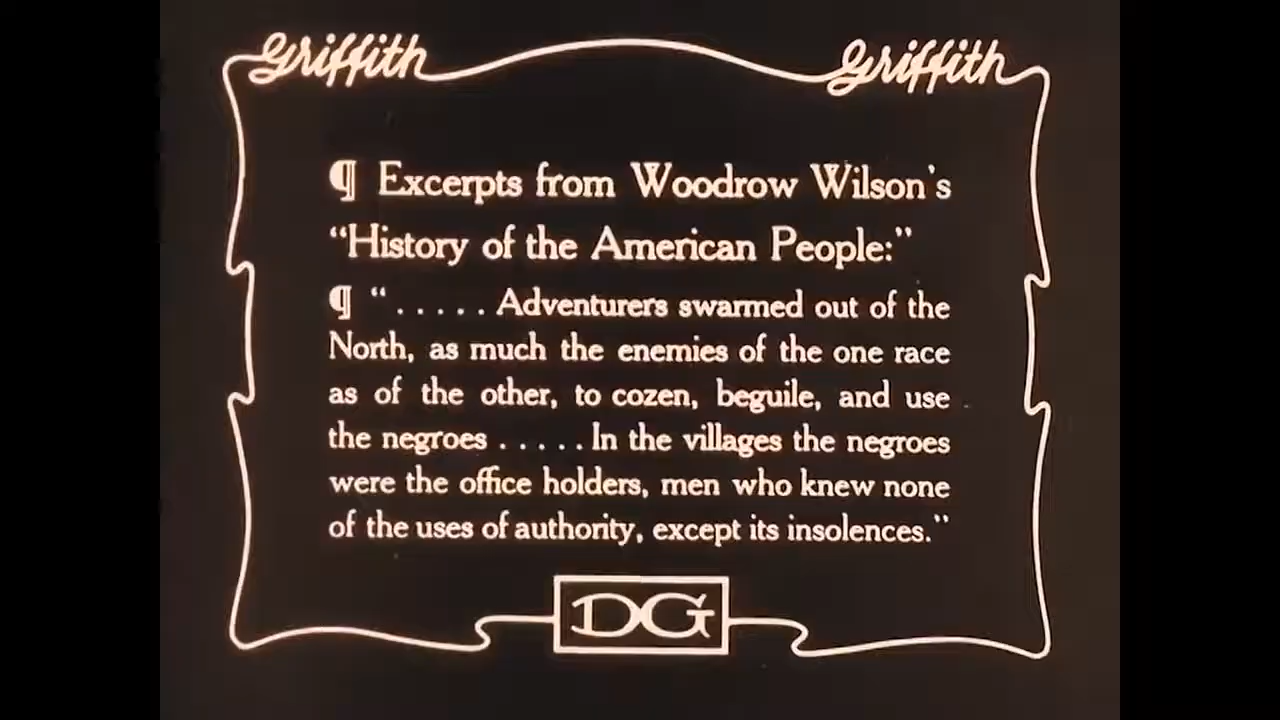 Griffith Griffith
¶ Excerpts from Woodrow Wilson's
"History of the American People:"
¶ ". . . . . Adventurers swarmed out of the
North, as much the enemies of the one race
as of the other, to cozen, beguile, and use
the negroes . . . . . In the villages the negroes
were the office holders, men who knew none
of the uses of authority, except its insolences."
DG